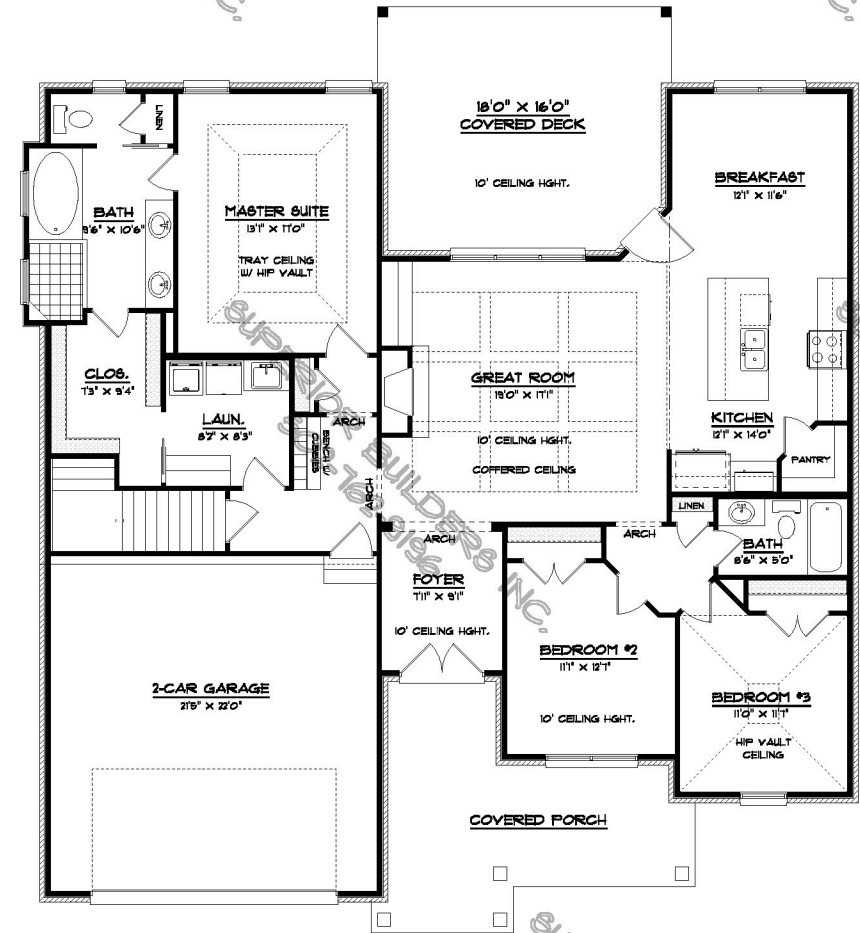 18'0" X 16'0"
COVERED DECK
10' CEILING HGHT.
LINEN
BATH
9'6" X 10'6"
MASTER SUITE
13'1" X 17'0"
TRAY CEILING
W/ HIP VAULT
BREAKFAST
12'1" X 11'6"
CLOS.
7'3" X 9'4"
LAUN.
8'2" X 8'3"
BENCH W/
CUBBIES
ARCH
ARCH
GREAT ROOM
19'0" X 17'1"
10' CEILING HGHT.
COFFERED CEILING
KITCHEN
12'1" X 14'0"
PANTRY
LINEN
ARCH
BATH
8'6" X 5'0"
ARCH
FOYER
7'11" X 9'1"
10' CEILING HGHT.
BEDROOM #2
11'1" X 12'7"
10' CEILING HGHT.
BEDROOM #3
11'0" X 11'7"
HIP VAULT
CEILING
2-CAR GARAGE
21'5" X 22'0"
COVERED PORCH
SUPERIOR BUILDERS INC.